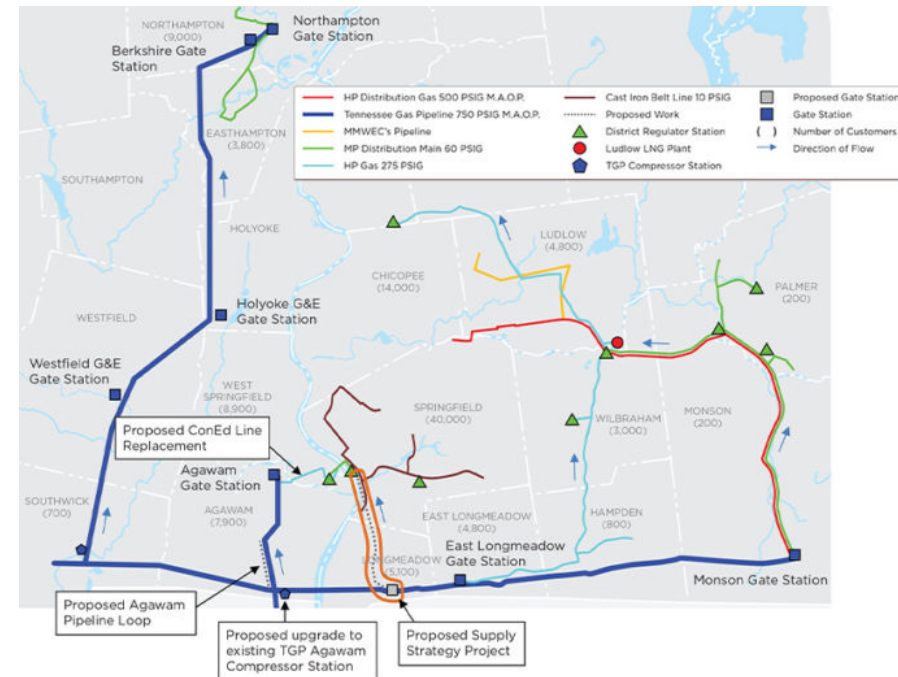 NORTHAMPTON
(9,000)
Northampton
Gate Station
Berkshire Gate
Station
HP Distribution Gas 500 PSIG M.A.O.P.
Tennessee Gas Pipeline 750 PSIG M.A.O.P.
MMWEC's Pipeline
MP Distribution Main 60 PSIG
HP Gas 275 PSIG
Cast Iron Belt Line 10 PSIG
Proposed Work
District Regulator Station
Ludlow LNG Plant
TGP Compressor Station
Proposed Gate Station
Gate Station
( ) Number of Customers
Direction of Flow
EASTHAMPTON
(3,800)
SOUTHAMPTON
HOLYOKE
LUDLOW
(4,800)
CHICOPEE
(14,000)
PALMER
(200)
WESTFIELD
Holyoke G&E
Gate Station
Westfield G&E
Gate Station
WEST
SPRINGFIELD
(8,900)
SPRINGFIELD
(40,000)
WILBRAHAM
(3,000)
MONSON
(200)
Proposed ConEd Line
Replacement
Agawam
Gate Station
SOUTHWICK
(700)
AGAWAM
(7,900)
EAST LONGMEADOW
(4,800)
HAMPDEN
(800)
East Longmeadow
Gate Station
LONGMEADOW
(5,100)
Monson Gate Station
Proposed Agawam
Pipeline Loop
Proposed upgrade to
existing TGP Agawam
Compressor Station
Proposed Supply
Strategy Project